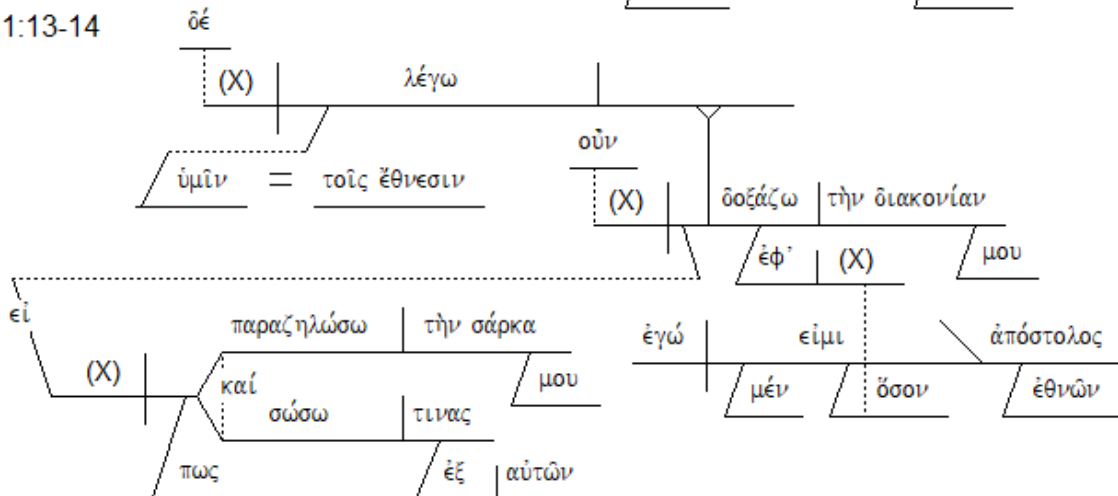 1:13-14
δέ
(X) λέγω
οὖν
ὑμῖν = τοῖς ἔθνεσιν
(X) δοξάζω τὴν διακονίαν
ἐφ' (X) μου
εἰ
παραζηλώσω τὴν σάρκα
ἐγώ εἰμι ἀπόστολος
(X) καί μου
μέν ὅσον ἐθνῶν
σώσω τινας
πως ἐξ αὐτῶν